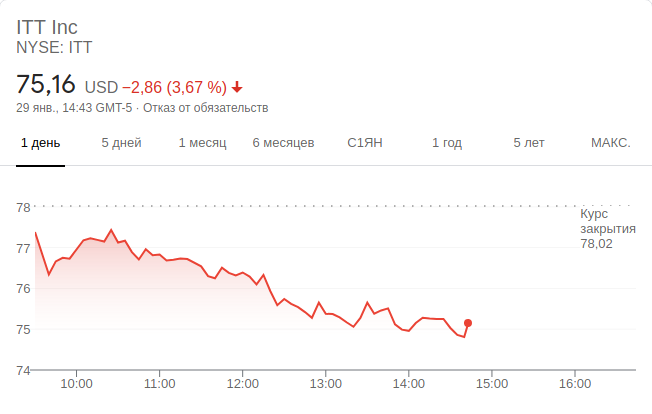 ITT Inc
NYSE: ITT
75,16 USD −2,86 (3,67 %)
29 янв., 14:43 GMT-5 · Отказ от обязательств
1 день 5 дней 1 месяц 6 месяцев С1ЯН 1 год 5 лет МАКС.
78
Курс
закрытия
78,02
77
76
75
74
10:00 11:00 12:00 13:00 14:00 15:00 16:00